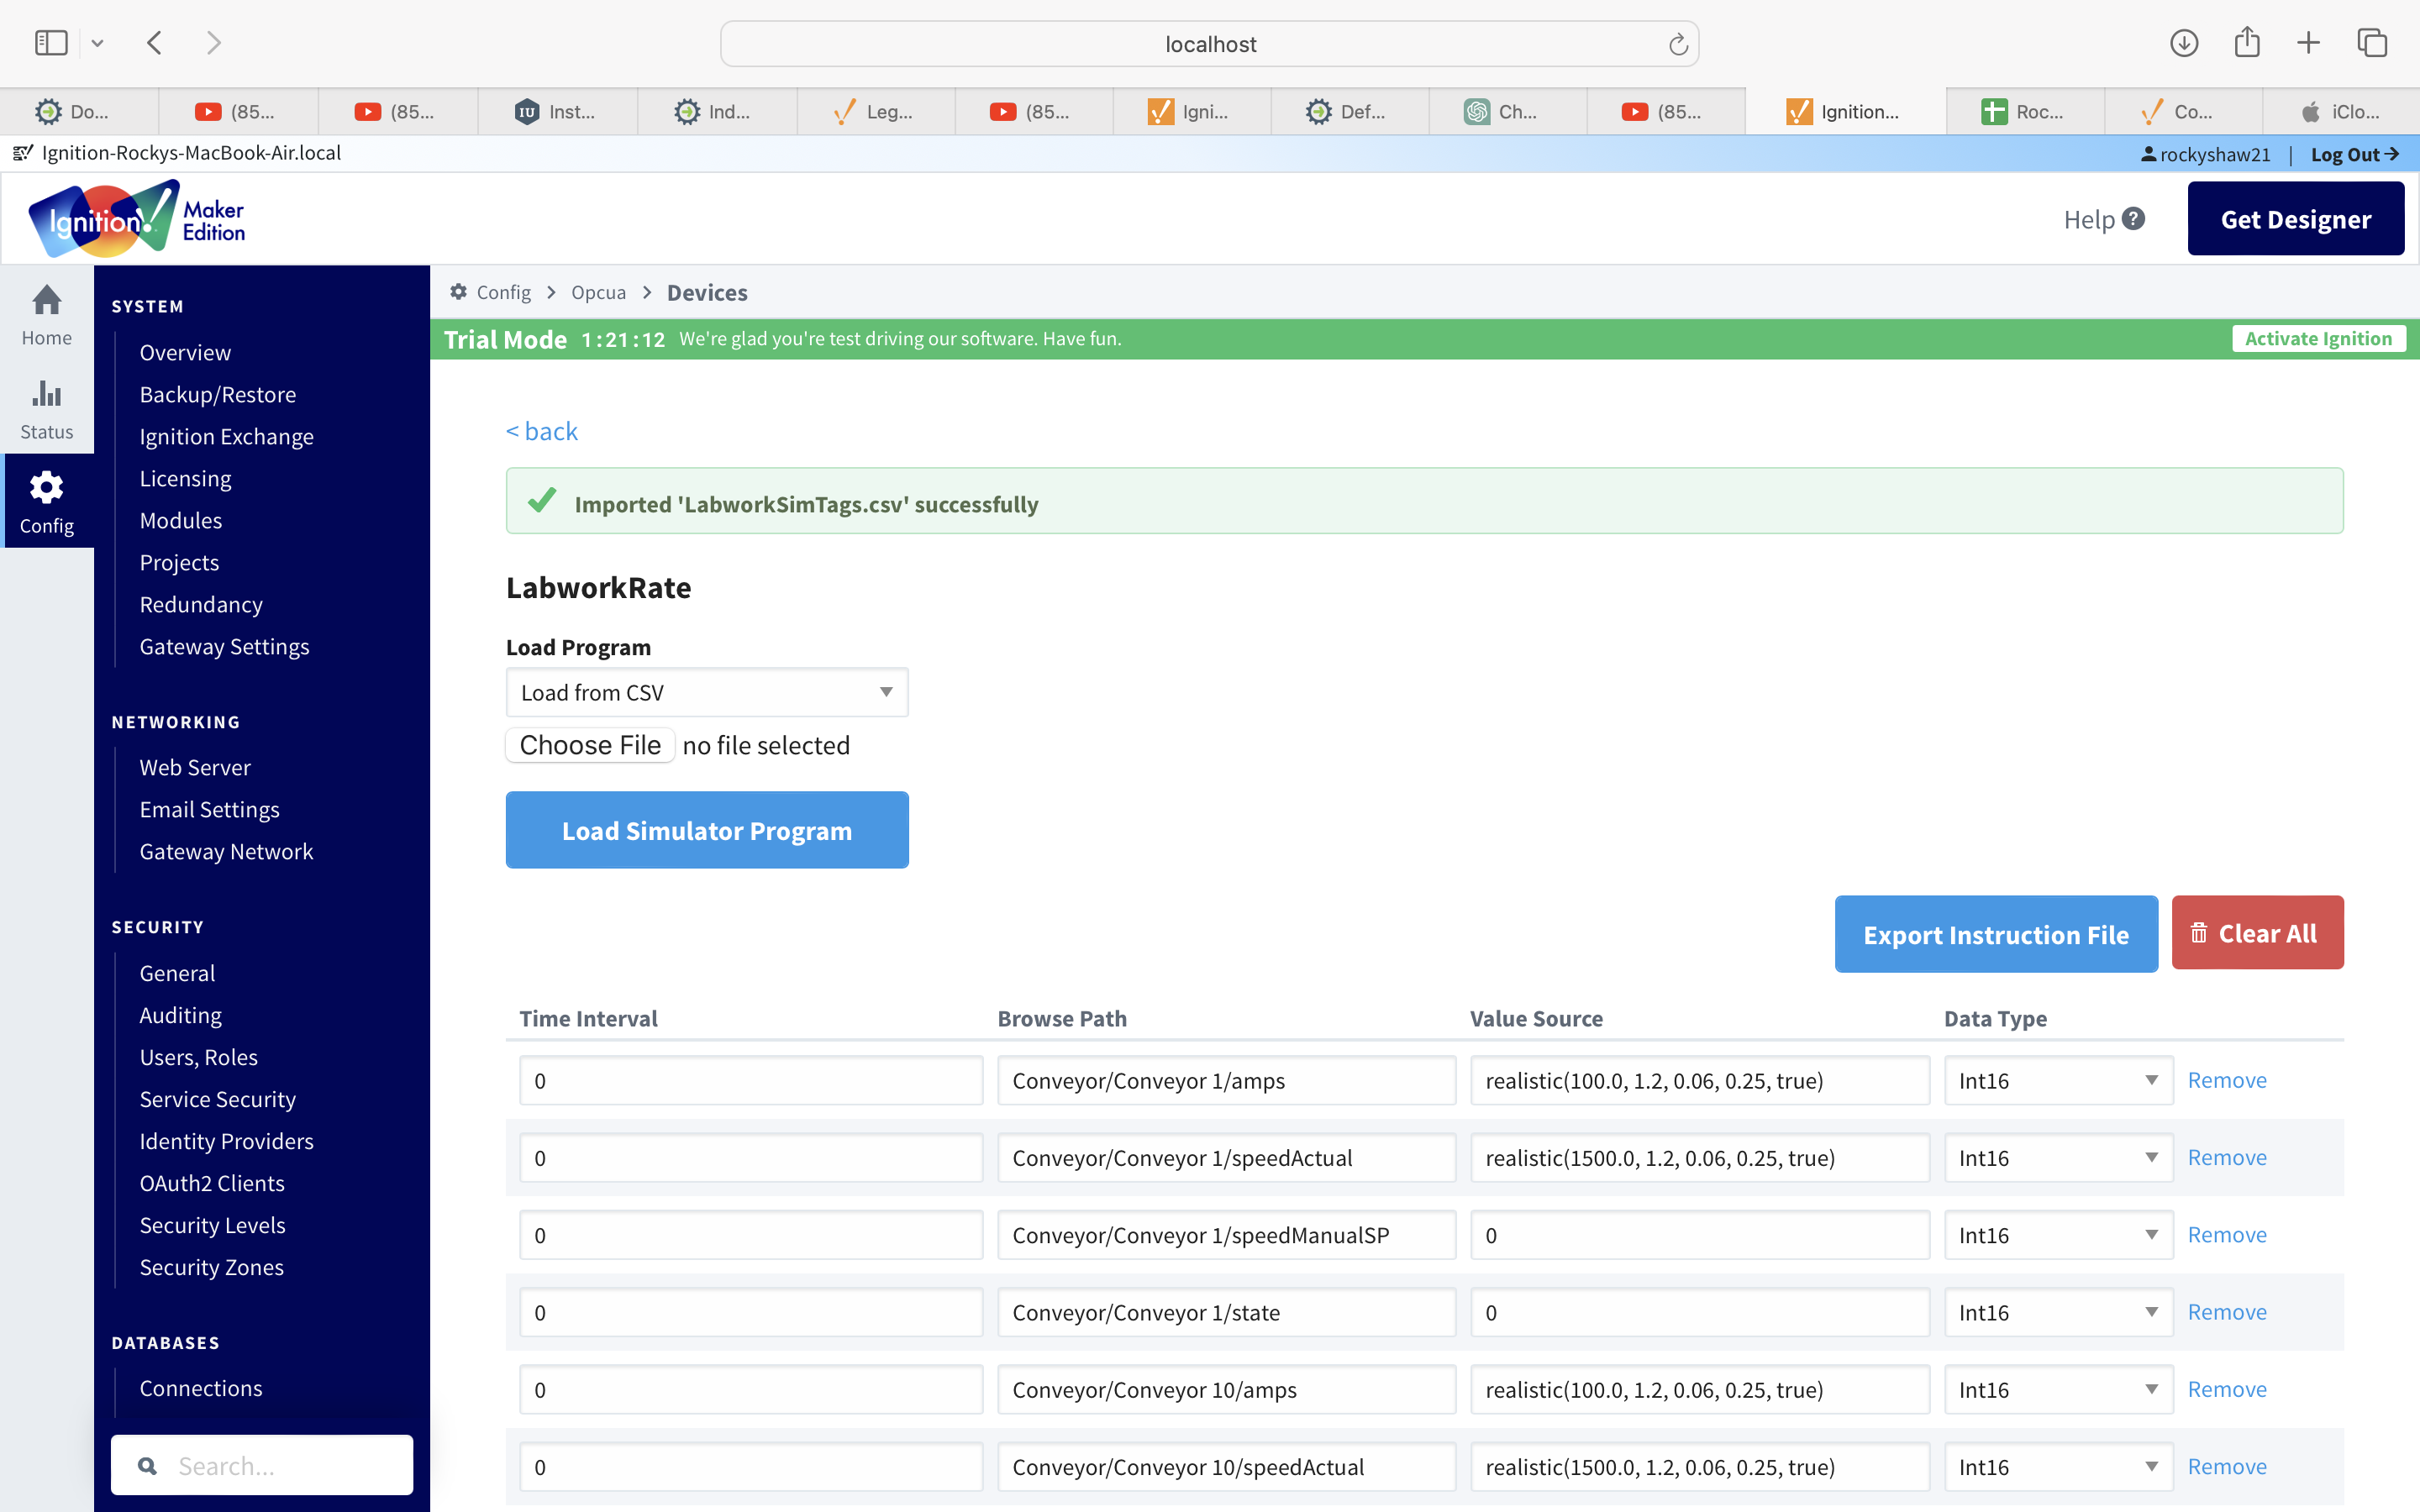 localhost
Do...
(85...
(85...
Inst...
Ind...
Leg...
(85...
Igni...
Def...
Ch...
(85...
Ignition...
Roc...
Co...
iClo...
Ignition-Rockys-MacBook-Air.local
rockyshaw21 | Log Out
Ignition!
Maker
Edition
Help
Get Designer
Home
Status
Config
SYSTEM
Overview
Backup/Restore
Ignition Exchange
Licensing
Modules
Projects
Redundancy
Gateway Settings
NETWORKING
Web Server
Email Settings
Gateway Network
SECURITY
General
Auditing
Users, Roles
Service Security
Identity Providers
OAuth2 Clients
Security Levels
Security Zones
DATABASES
Connections
Search...
Config > Opcua > Devices
Trial Mode 1:21:12 We're glad you're test driving our software. Have fun.
Activate Ignition
< back
Imported 'LabworkSimTags.csv' successfully
LabworkRate
Load Program
Load from CSV
Choose File no file selected
Load Simulator Program
Export Instruction File
Clear All
Time Interval Browse Path Value Source Data Type
0 Conveyor/Conveyor 1/amps realistic(100.0, 1.2, 0.06, 0.25, true) Int16 Remove
0 Conveyor/Conveyor 1/speedActual realistic(1500.0, 1.2, 0.06, 0.25, true) Int16 Remove
0 Conveyor/Conveyor 1/speedManualSP 0 Int16 Remove
0 Conveyor/Conveyor 1/state 0 Int16 Remove
0 Conveyor/Conveyor 10/amps realistic(100.0, 1.2, 0.06, 0.25, true) Int16 Remove
0 Conveyor/Conveyor 10/speedActual realistic(1500.0, 1.2, 0.06, 0.25, true) Int16 Remove